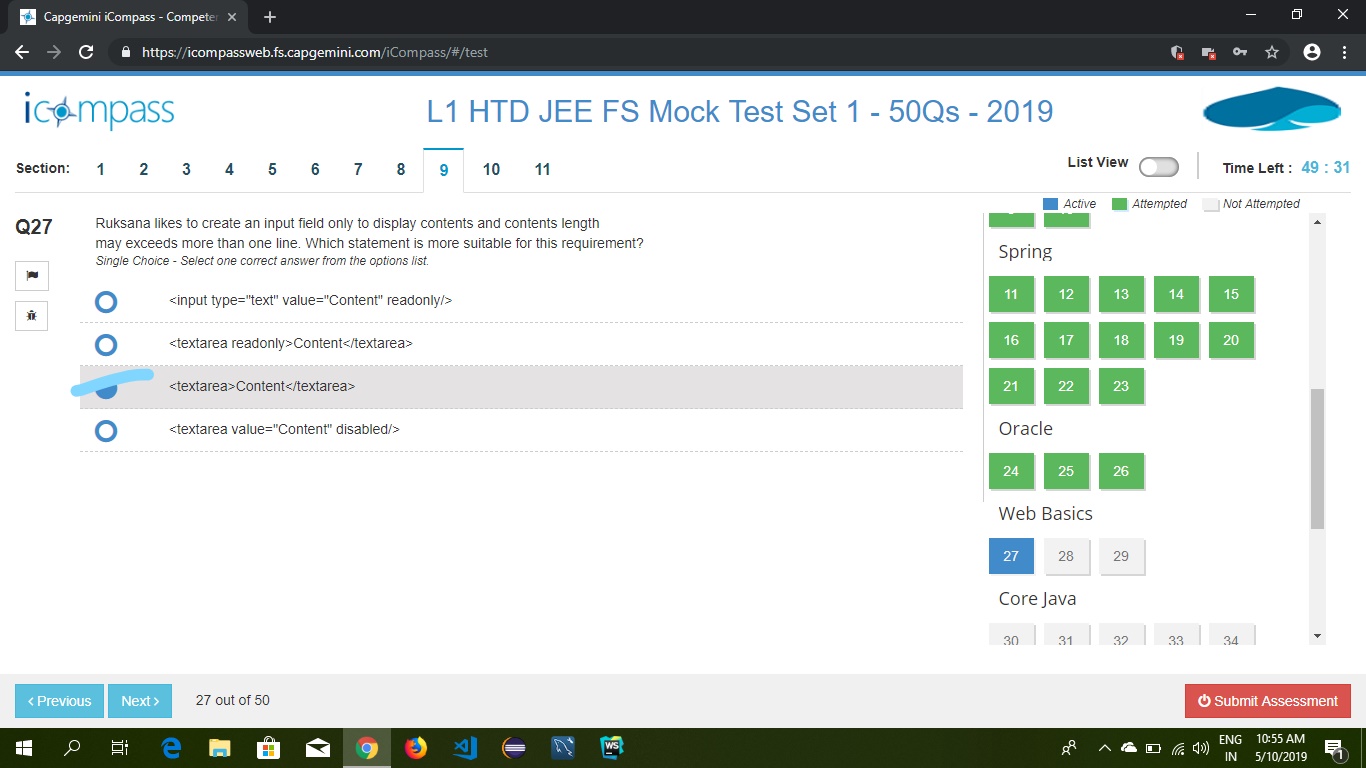 Capgemini iCompass - Competen
https://icompassweb.fs.capgemini.com/iCompass/#/test
icompass
L1 HTD JEE FS Mock Test Set 1 - 50Qs - 2019
Section: 1 2 3 4 5 6 7 8 9 10 11
List View
Time Left : 49 : 31
Active Attempted Not Attempted
Q27
Ruksana likes to create an input field only to display contents and contents length
may exceeds more than one line. Which statement is more suitable for this requirement?
Single Choice - Select one correct answer from the options list.
<input type="text" value="Content" readonly/>
<textarea readonly>Content</textarea>
<textarea>Content</textarea>
<textarea value="Content" disabled/>
Spring
11 12 13 14 15
16 17 18 19 20
21 22 23
Oracle
24 25 26
Web Basics
27 28 29
Core Java
30 31 32 33 34
< Previous
Next >
27 out of 50
Submit Assessment
ENG
IN
10:55 AM
5/10/2019
1